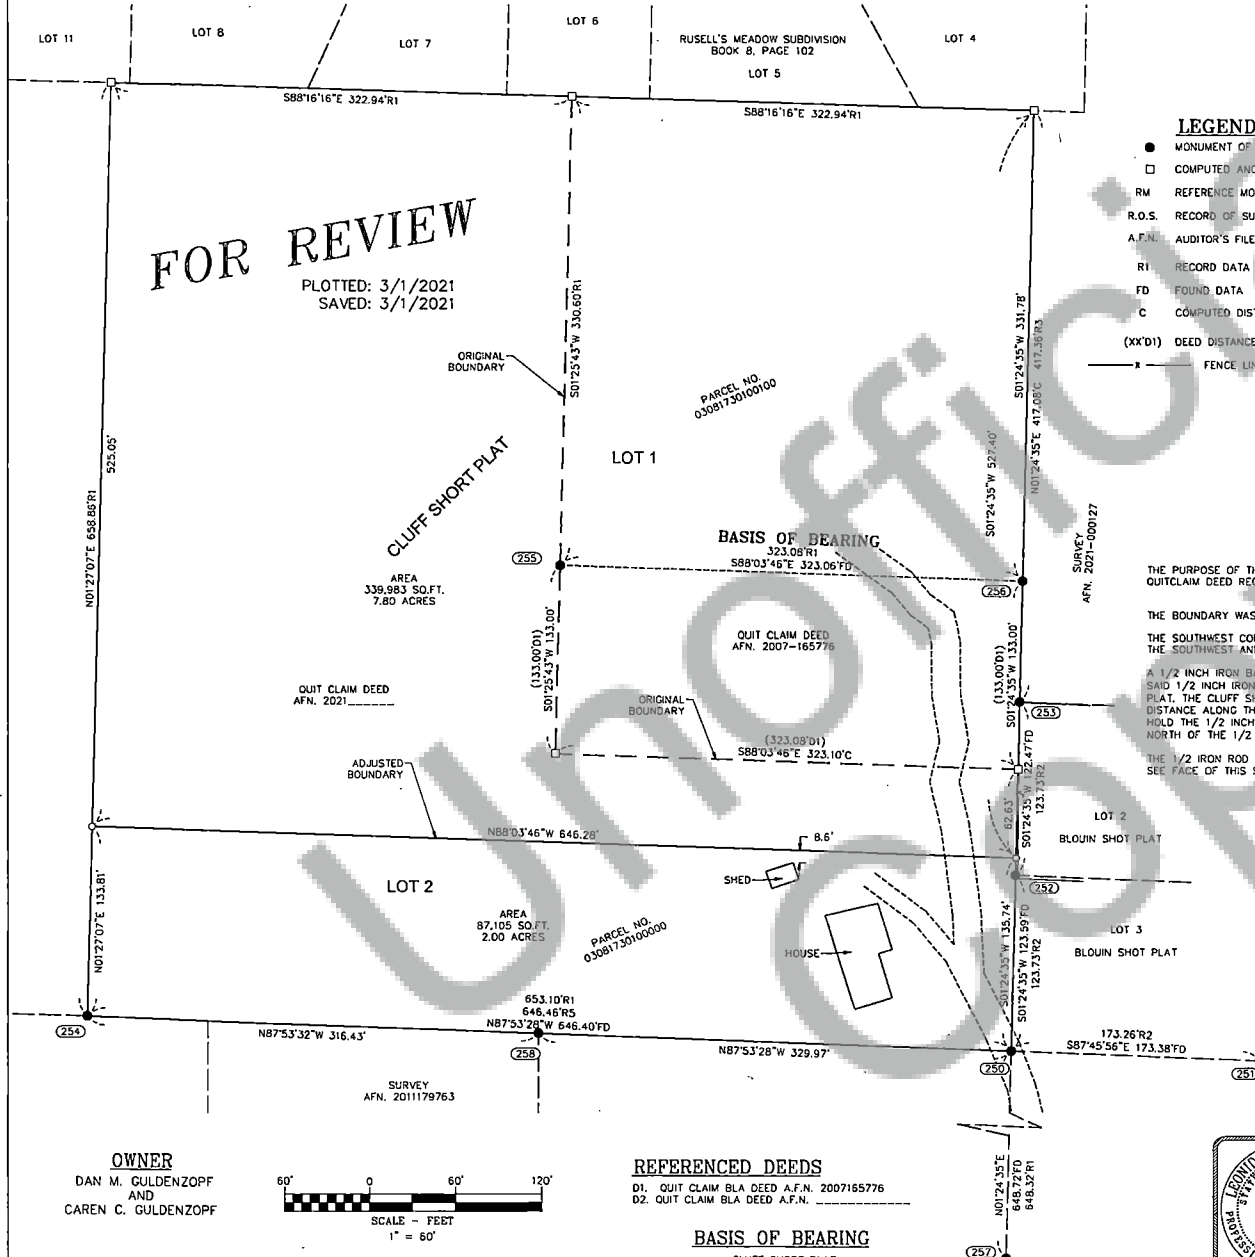 LOT 11
LOT 8
LOT 7
LOT 6
RUSELL'S MEADOW SUBDIVISION
BOOK 8, PAGE 102
LOT 5
LOT 4
S88°16'16"E 322.94'R1
S88°16'16"E 322.94'R1
LEGEND
MONUMENT OF
COMPUTED
RM REFERENCE
R.O.S. RECORD OF
A.F.N. AUDITOR'S FILE
R1 RECORD DATA
FD FOUND DATA
C COMPUTED
(XX'D1) DEED DISTANCE
x FENCE
FOR REVIEW
PLOTTED: 3/1/2021
SAVED: 3/1/2021
ORIGINAL
BOUNDARY
S01°25'43"W 330.60'R1
PARCEL NO.
03081730100100
S01°24'35"W 331.78'
N01°24'35"E 417.08'C 417.36'R3
S01°24'35"W 527.40'
525.05'
N01°27'07"E 658.86'R1
CLUFF SHORT PLAT
LOT 1
BASIS OF BEARING
323.08'R1
S88°03'46"E 323.06'FD
255
256
SURVEY
AFN. 2021-000127
AREA
339,983 SQ.FT.
7.80 ACRES
(133.00'D1)
S01°25'43"W 133.00'
QUIT CLAIM DEED
AFN. 2007-165776
(133.00'D1)
S01°24'35"W 133.00'
253
THE PURPOSE OF
QUITCLAIM DEED
THE BOUNDARY WAS
THE SOUTHWEST
THE SOUTHWEST
A 1/2 INCH IRON
SAID 1/2 INCH IRON
PLAT. THE CLUFF
DISTANCE ALONG
HOLD THE 1/2 INCH
NORTH OF THE 1/2
THE 1/2 IRON ROD
SEE FACE OF THIS
QUIT CLAIM DEED
AFN. 2021_______
ORIGINAL
BOUNDARY
(323.08'D1)
S88°03'46"E 323.10'C
ADJUSTED
BOUNDARY
S01°24'35"W 122.47'FD
123.73'R2
62.63'
N88°03'46"W 646.28'
8.6'
LOT 2
BLOUIN SHOT PLAT
SHED
252
LOT 2
N01°27'07"E 133.81'
AREA
87,105 SQ.FT.
2.00 ACRES
PARCEL NO.
03081730100000
HOUSE
S01°24'35"W 135.74'
S01°24'35"W 123.59'FD
123.73'R2
LOT 3
BLOUIN SHOT PLAT
254
N87°53'32"W 316.43'
653.10'R1
646.46'R5
N87°53'28"W 646.40'FD
258
N87°53'28"W 329.97'
250
173.26'R2
S87°45'56"E 173.38'FD
251
SURVEY
AFN. 2011179763
OWNER
DAN M. GULDENZOPF
AND
CAREN C. GULDENZOPF
60' 0 60' 120'
SCALE - FEET
1" = 60'
REFERENCED DEEDS
D1. QUIT CLAIM BLA DEED A.F.N. 2007165776
D2. QUIT CLAIM BLA DEED A.F.N. ______________
BASIS OF BEARING
N01°24'35"E
648.72'FD
648.32'R1
257
Unofficial
Copy